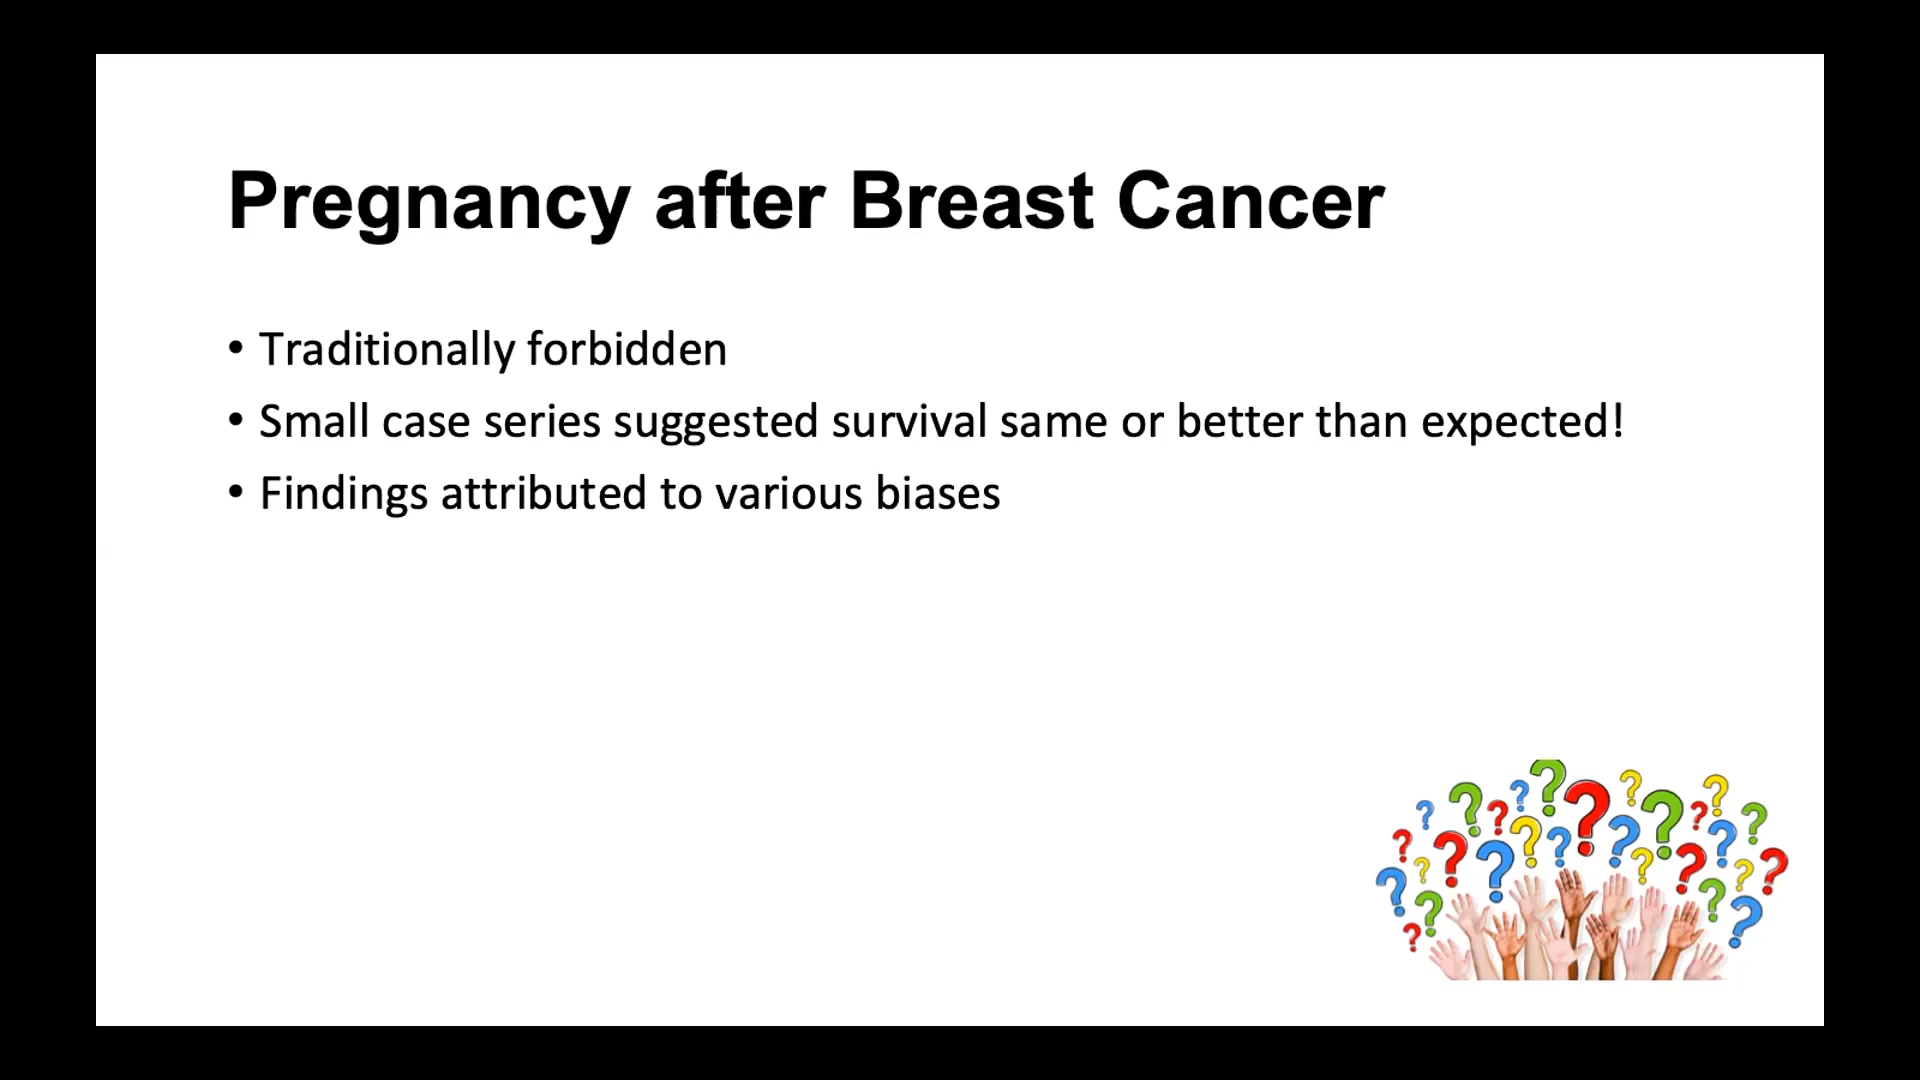 Pregnancy after Breast Cancer
• Traditionally forbidden
• Small case series suggested survival same or better than expected!
• Findings attributed to various biases